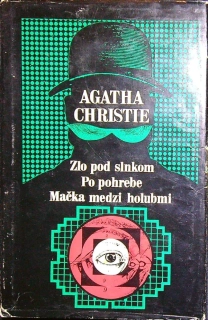 AGATHA
CHRISTIE
Zlo pod slnkom
Po pohrebe
Mačka medzi holubmi